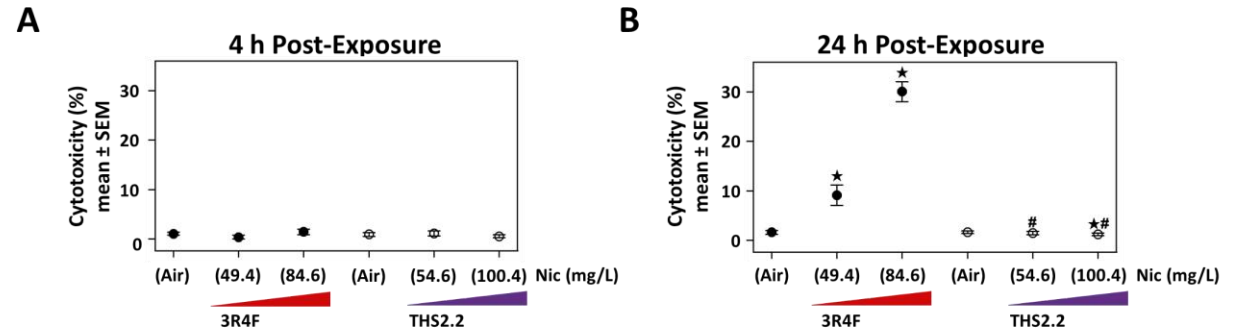 A
4 h Post-Exposure
Cytotoxicity (%)
mean ± SEM
30
20
10
0
(Air) (49.4) (84.6) (Air) (54.6) (100.4) Nic (mg/L)
3R4F THS2.2
B
24 h Post-Exposure
Cytotoxicity (%)
mean ± SEM
30
20
10
0
★
★
#
★#
(Air) (49.4) (84.6) (Air) (54.6) (100.4) Nic (mg/L)
3R4F THS2.2